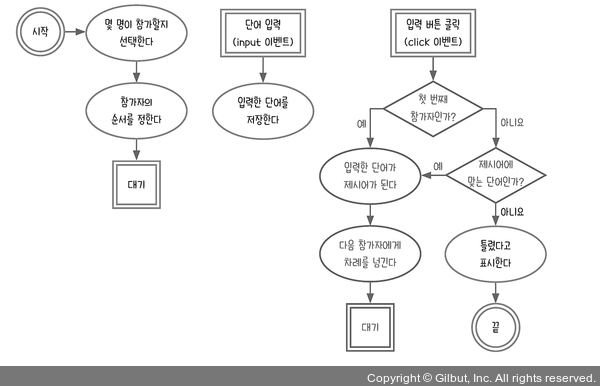 시작
몇 명이 참가할지
선택한다
참가자의
순서를 정한다
대기
단어 입력
(input 이벤트)
입력한 단어를
저장한다
입력 버튼 클릭
(click 이벤트)
첫 번째
참가자인가?
예
아니요
입력한 단어가
제시어가 된다
예
제시어에
맞는 단어인가?
아니요
다음 참가자에게
차례를 넘긴다
틀렸다고
표시한다
대기
끝
Copyright © Gilbut, Inc. All rights reserved.